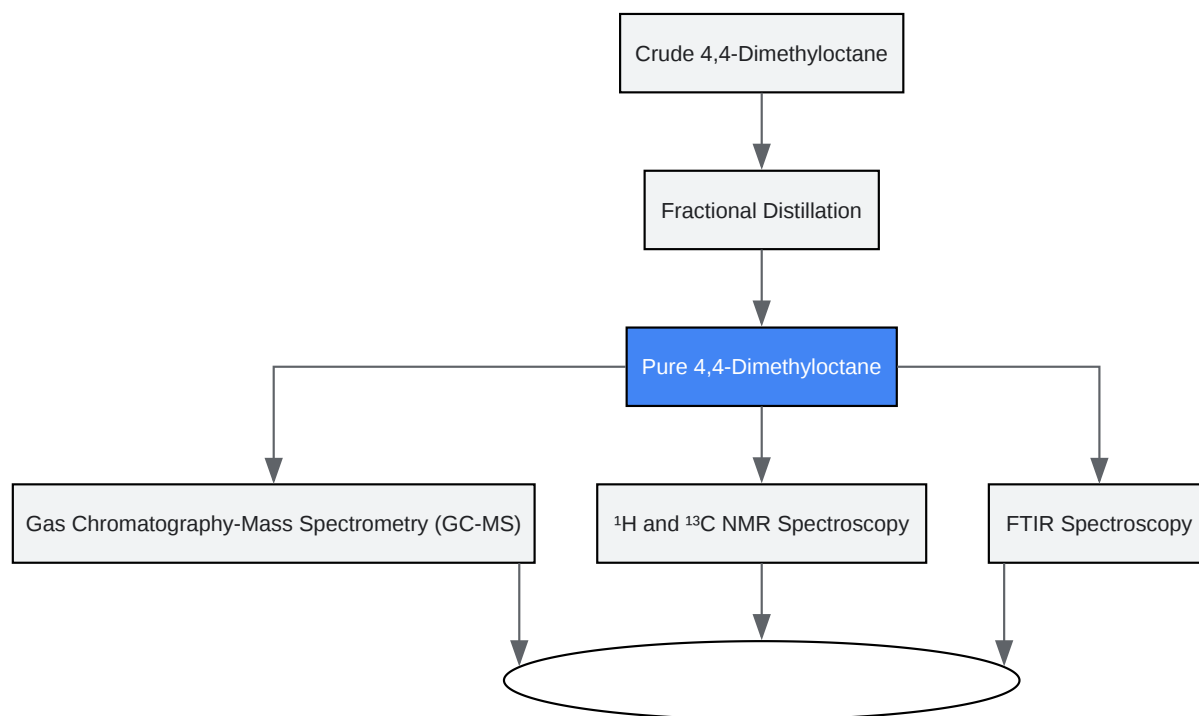 Crude 4,4-Dimethyloctane
Fractional Distillation
Pure 4,4-Dimethyloctane
Gas Chromatography-Mass Spectrometry (GC-MS)
¹H and ¹³C NMR Spectroscopy
FTIR Spectroscopy